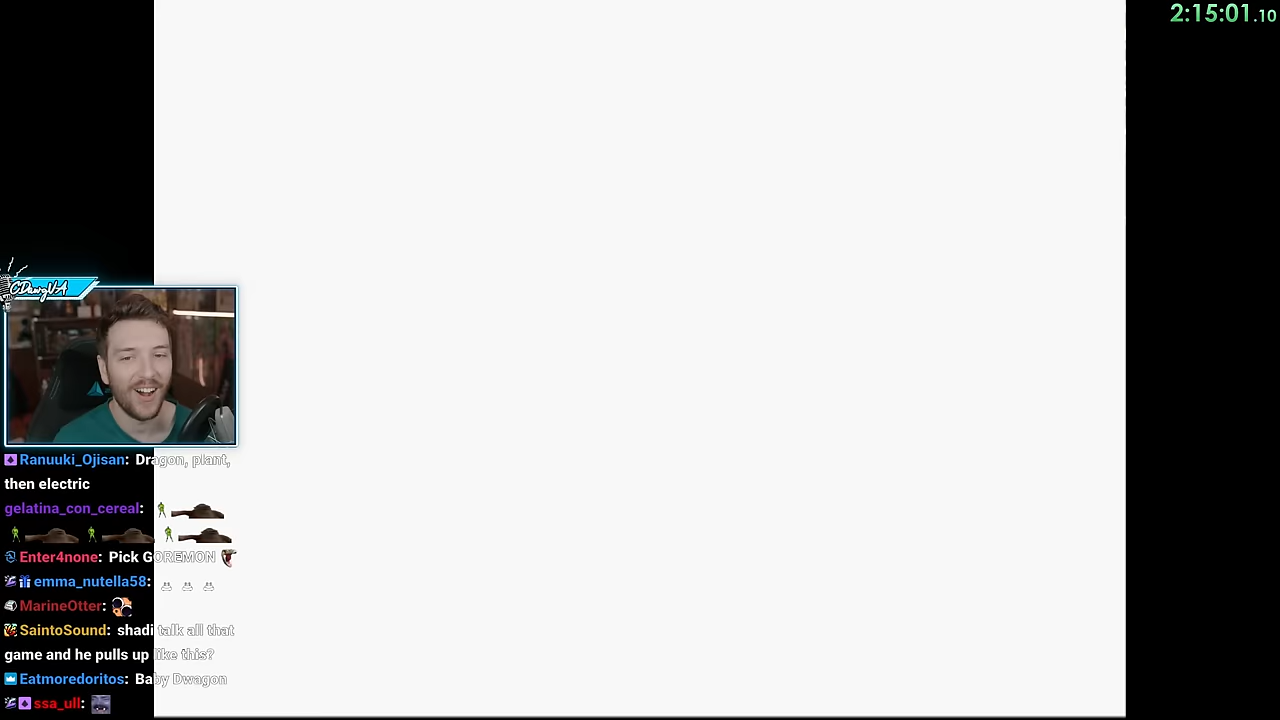 2:15:01.10
CDawgVA
Ranuuki_Ojisan: Dragon, plant,
then electric
gelatina_con_cereal:
Enter4none: Pick GOREMON
emma_nutella58:
MarineOtter:
SaintoSound: shadi talk all that
game and he pulls up like this?
Eatmoredoritos: Baby Dwagon
ssa_ull: